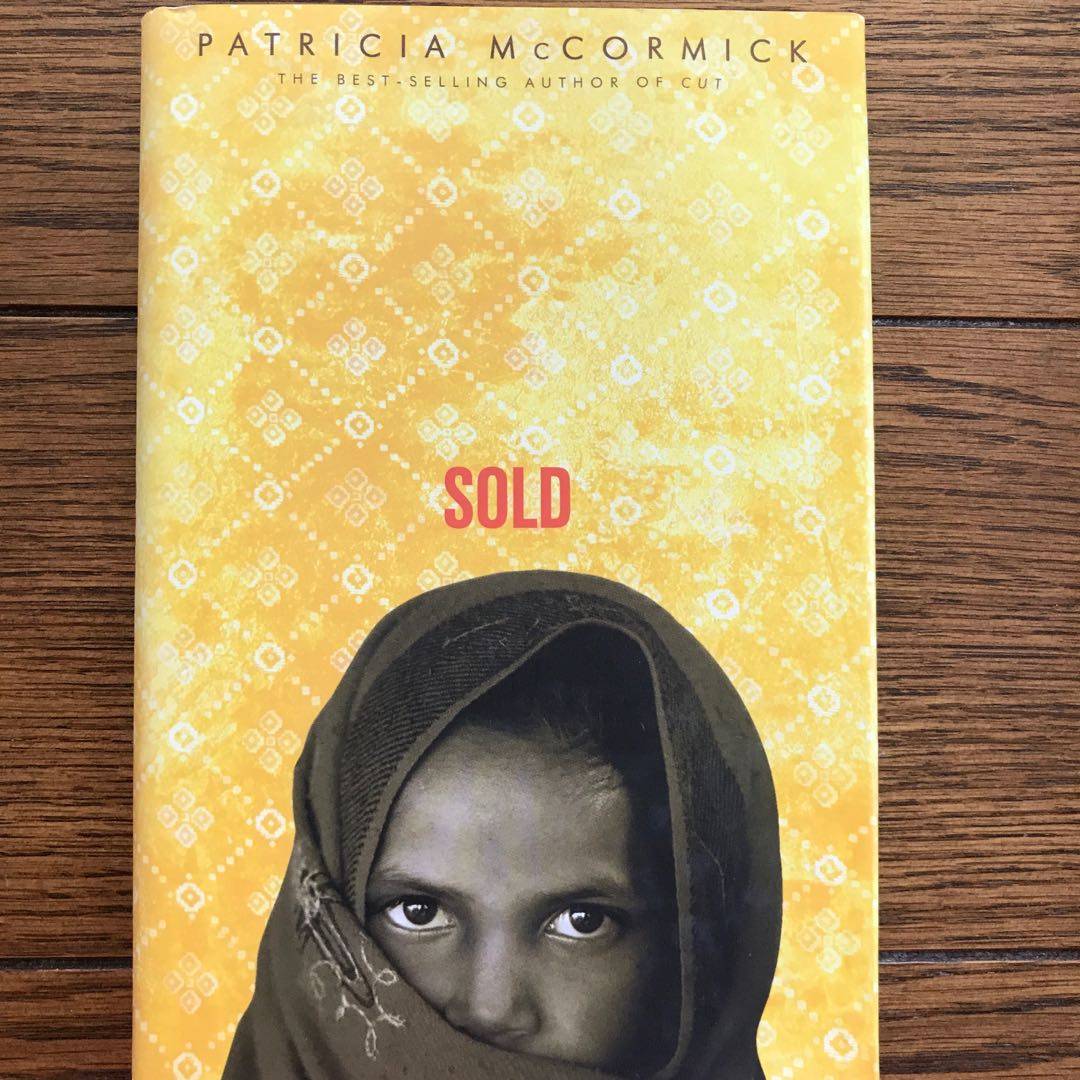 PATRICIA McCORMICK
THE BEST-SELLING AUTHOR OF CUT
SOLD